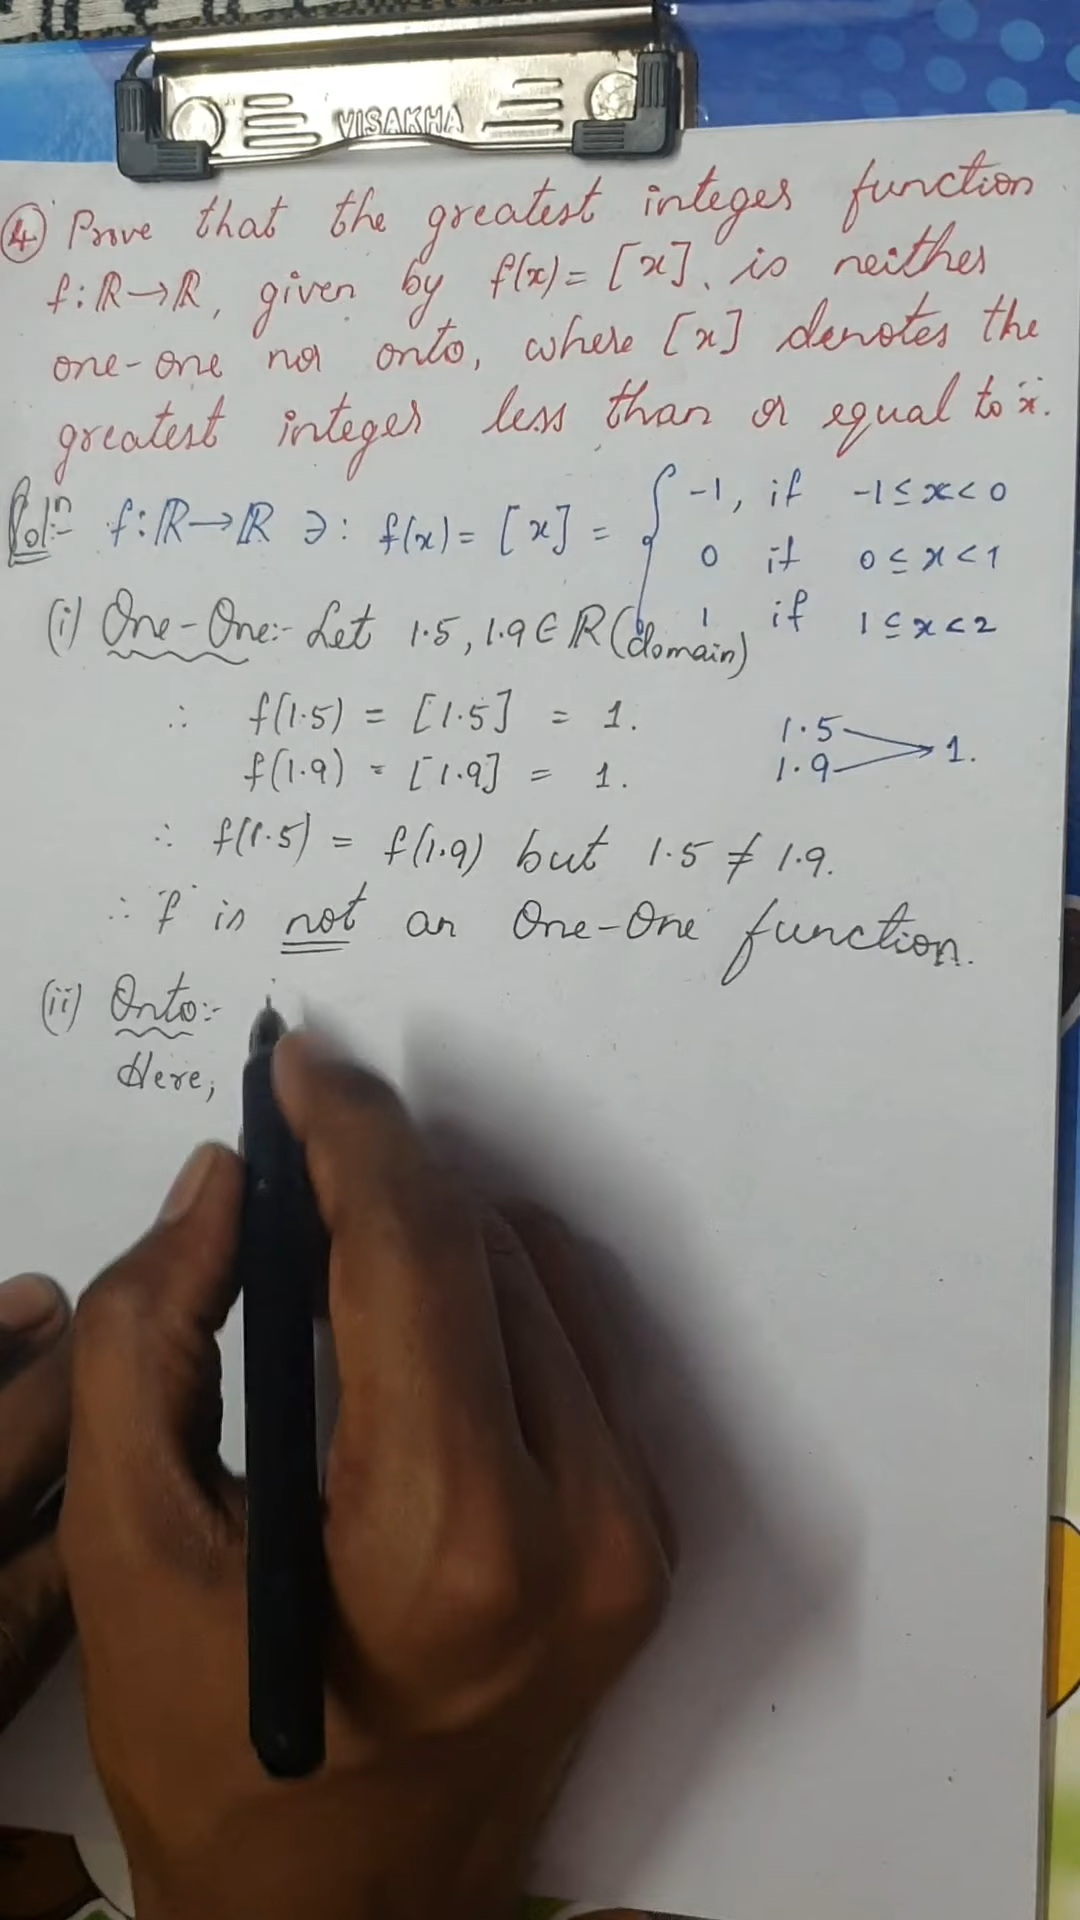 VISAKHA
④ Prove that the greatest integer function
f:ℝ→ℝ, given by f(x)=[x], is neither
one-one nor onto, where [x] denotes the
greatest integer less than or equal to 'x'.
Solⁿ:- f:ℝ→ℝ ∋: f(x)=[x]= { -1, if -1≤x<0
0 if 0≤x<1
1 if 1≤x<2
(i) One-One:- Let 1.5, 1.9∈ℝ(domain)
∴ f(1.5) = [1.5] = 1.
f(1.9) = [1.9] = 1.
1.5
1.9 → 1.
∴ f(1.5) = f(1.9) but 1.5 ≠ 1.9.
∴ 'f' is not an One-One function.
(ii) Onto:-
Here,